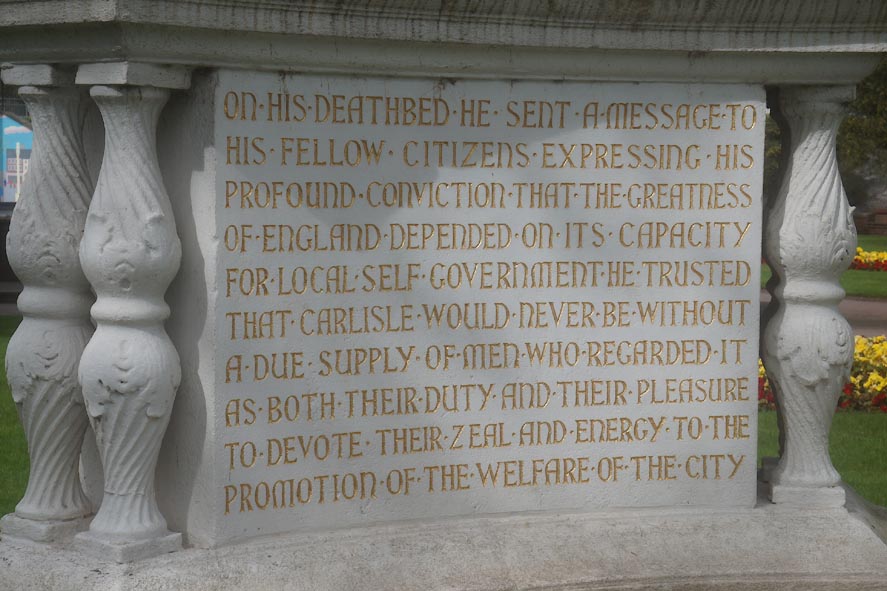 ON·HIS·DEATHBED·HE·SENT·A·MESSAGE·TO
HIS·FELLOW·CITIZENS·EXPRESSING·HIS
PROFOUND·CONVICTION·THAT·THE·GREATNESS
OF·ENGLAND·DEPENDED·ON·ITS·CAPACITY
FOR·LOCAL·SELF·GOVERNMENT·HE·TRUSTED
THAT·CARLISLE·WOULD·NEVER·BE·WITHOUT
A·DUE·SUPPLY·OF·MEN·WHO·REGARDED·IT
AS·BOTH·THEIR·DUTY·AND·THEIR·PLEASURE
TO·DEVOTE·THEIR·ZEAL·AND·ENERGY·TO·THE
PROMOTION·OF·THE·WELFARE·OF·THE·CITY